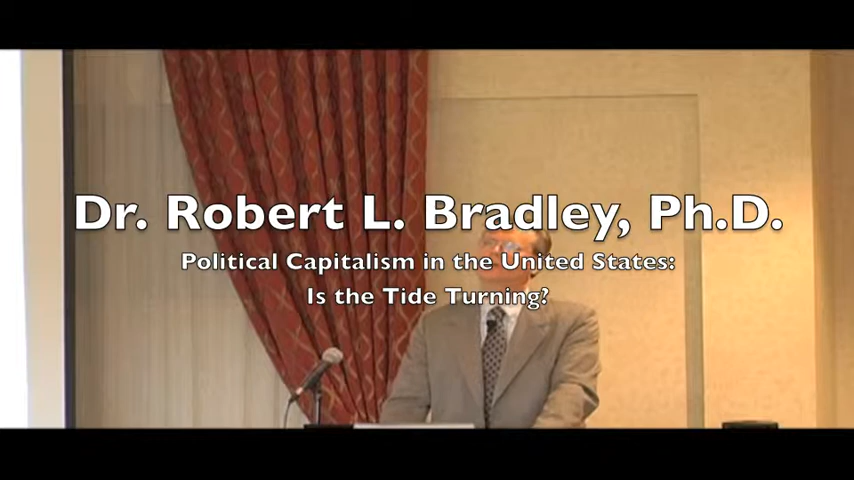 Dr. Robert L. Bradley, Ph.D.
Political Capitalism in the United States:
Is the Tide Turning?